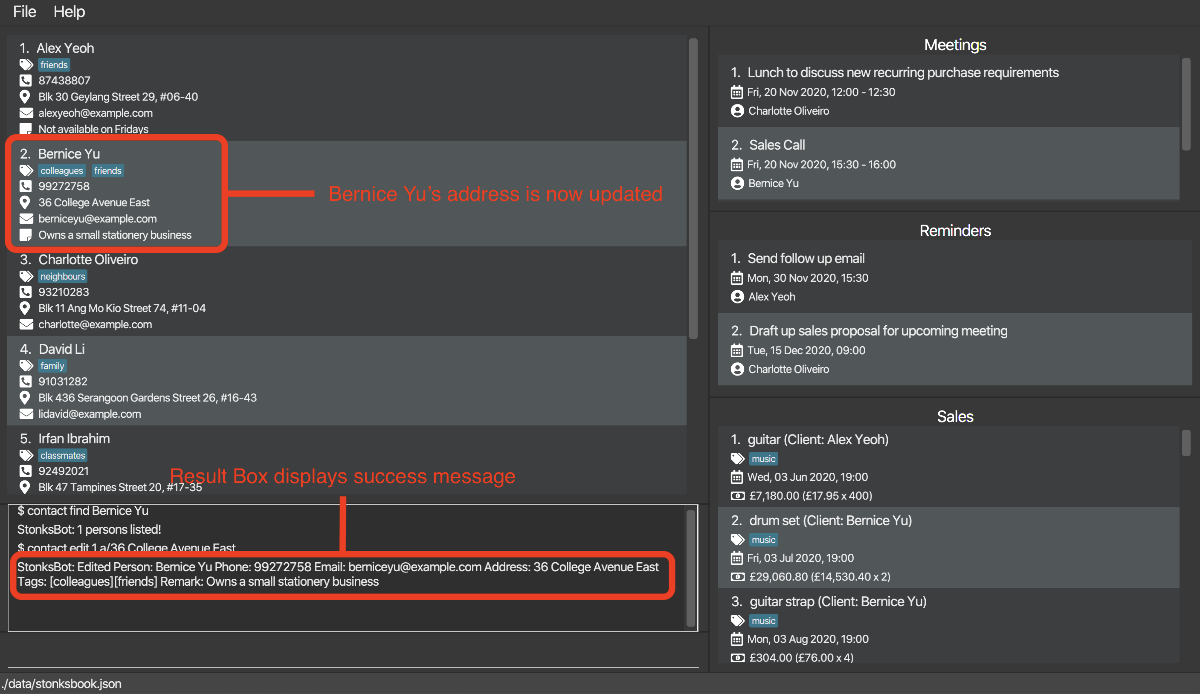 File Help
1. Alex Yeoh
friends
87438807
Blk 30 Geylang Street 29, #06-40
alexyeoh@example.com
Not available on Fridays
2. Bernice Yu
colleagues friends
99272758
36 College Avenue East
berniceyu@example.com
Owns a small stationery business
Bernice Yu's address is now updated
3. Charlotte Oliveiro
neighbours
93210283
Blk 11 Ang Mo Kio Street 74, #11-04
charlotte@example.com
4. David Li
family
91031282
Blk 436 Serangoon Gardens Street 26, #16-43
lidavid@example.com
5. Irfan Ibrahim
classmates
92492021
Blk 47 Tampines Street 20, #17-35
Result Box displays success message
$ contact find Bernice Yu
StonksBot: 1 persons listed!
$ contact edit 1 a/36 College Avenue East
StonksBot: Edited Person: Bernice Yu Phone: 99272758 Email: berniceyu@example.com Address: 36 College Avenue East
Tags: [colleagues][friends] Remark: Owns a small stationery business
Meetings
1. Lunch to discuss new recurring purchase requirements
Fri, 20 Nov 2020, 12:00 - 12:30
Charlotte Oliveiro
2. Sales Call
Fri, 20 Nov 2020, 15:30 - 16:00
Bernice Yu
Reminders
1. Send follow up email
Mon, 30 Nov 2020, 15:30
Alex Yeoh
2. Draft up sales proposal for upcoming meeting
Tue, 15 Dec 2020, 09:00
Charlotte Oliveiro
Sales
1. guitar (Client: Alex Yeoh)
music
Wed, 03 Jun 2020, 19:00
£7,180.00 (£17.95 x 400)
2. drum set (Client: Bernice Yu)
music
Fri, 03 Jul 2020, 19:00
£29,060.80 (£14,530.40 x 2)
3. guitar strap (Client: Bernice Yu)
music
Mon, 03 Aug 2020, 19:00
£304.00 (£76.00 x 4)
./data/stonksbook.json